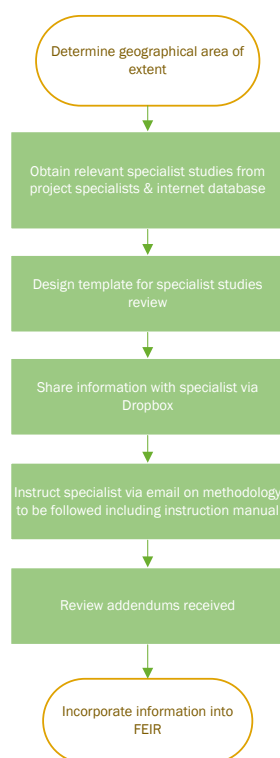 Determine geographical area of
extent
Obtain relevant specialist studies from
project specialists & internet database
Design template for specialist studies
review
Share information with specialist via
Dropbox
Instruct specialist via email on methodology
to be followed including instruction manual
Review addendums received
Incorporate information into
FEIR